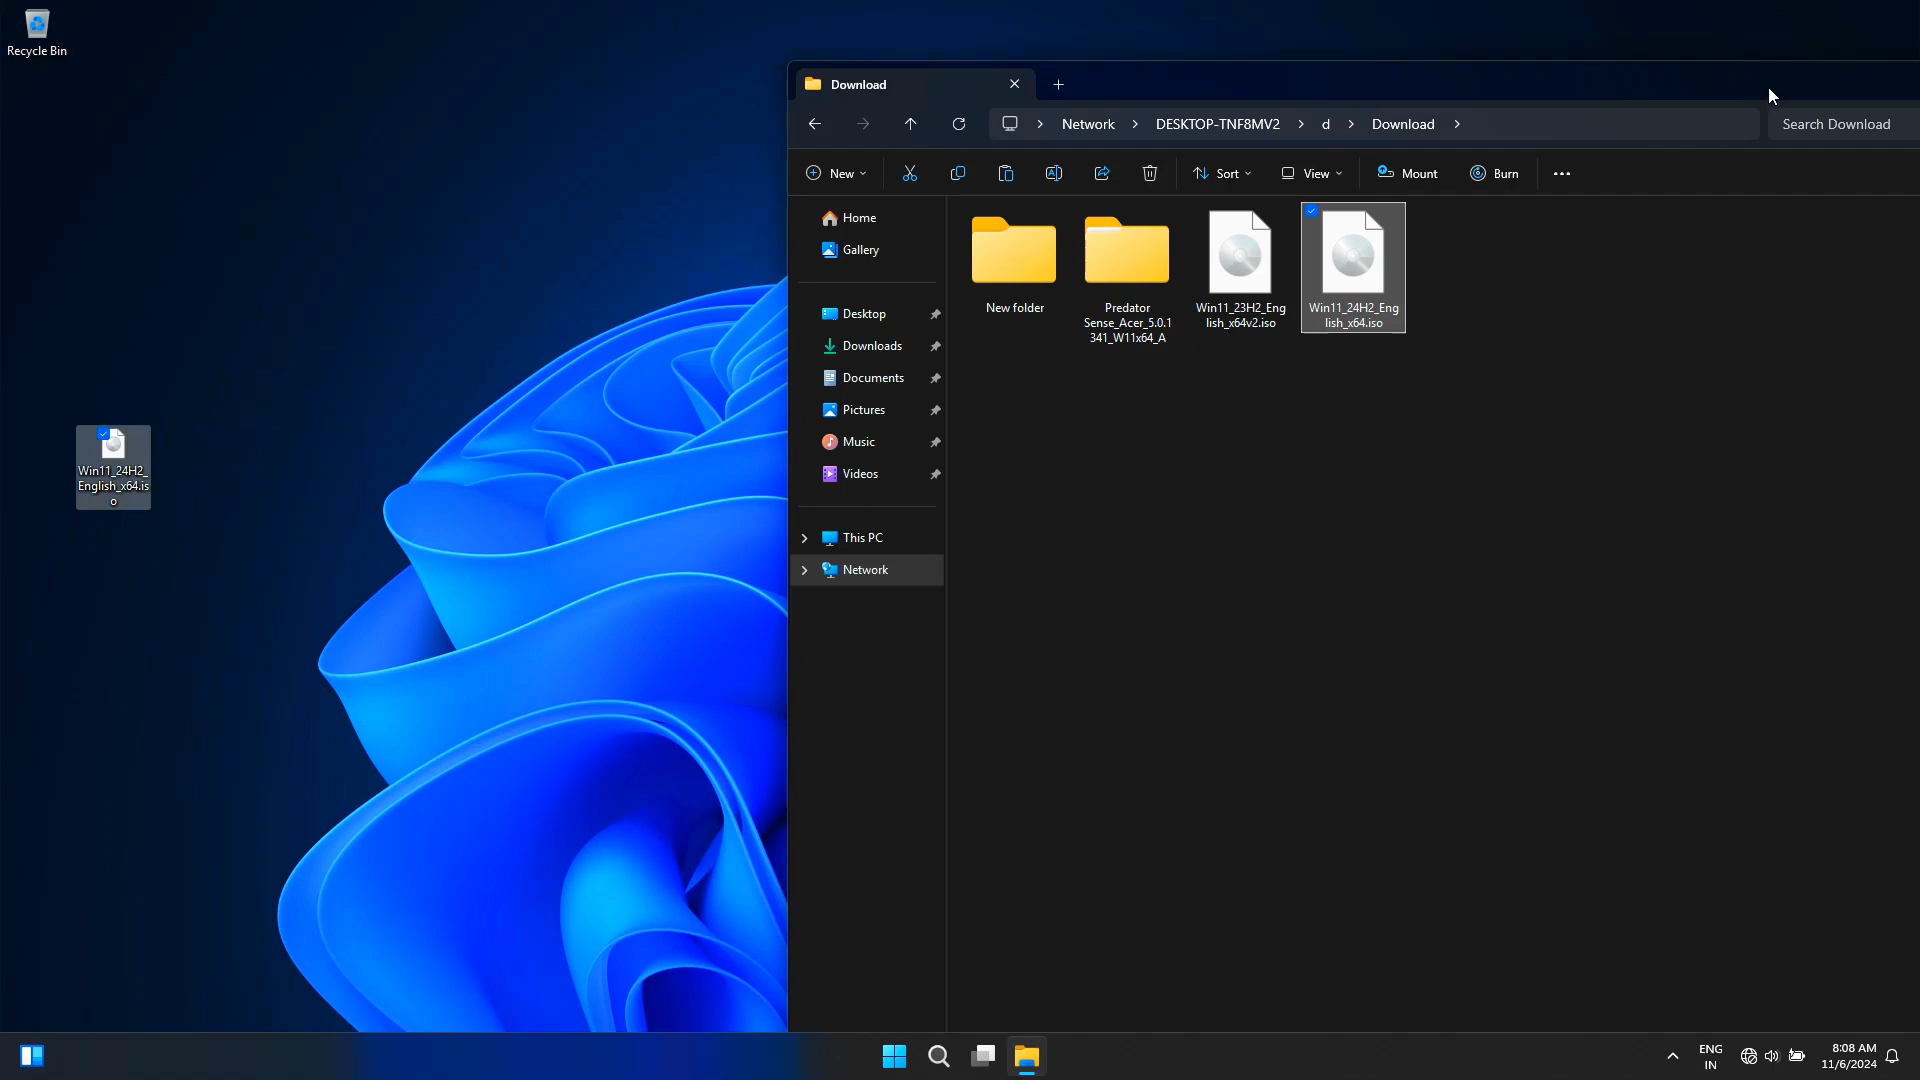 Recycle Bin
Win11_24H2_
English_x64.is
o
Download
Network
DESKTOP-TNF8MV2
d
Download
Search Download
New
Sort
View
Mount
Burn
Home
Gallery
Desktop
Downloads
Documents
Pictures
Music
Videos
This PC
Network
New folder
Predator
Sense_Acer_5.0.1
341_W11x64_A
Win11_23H2_Eng
lish_x64v2.iso
Win11_24H2_Eng
lish_x64.iso
ENG
IN
8:08 AM
11/6/2024